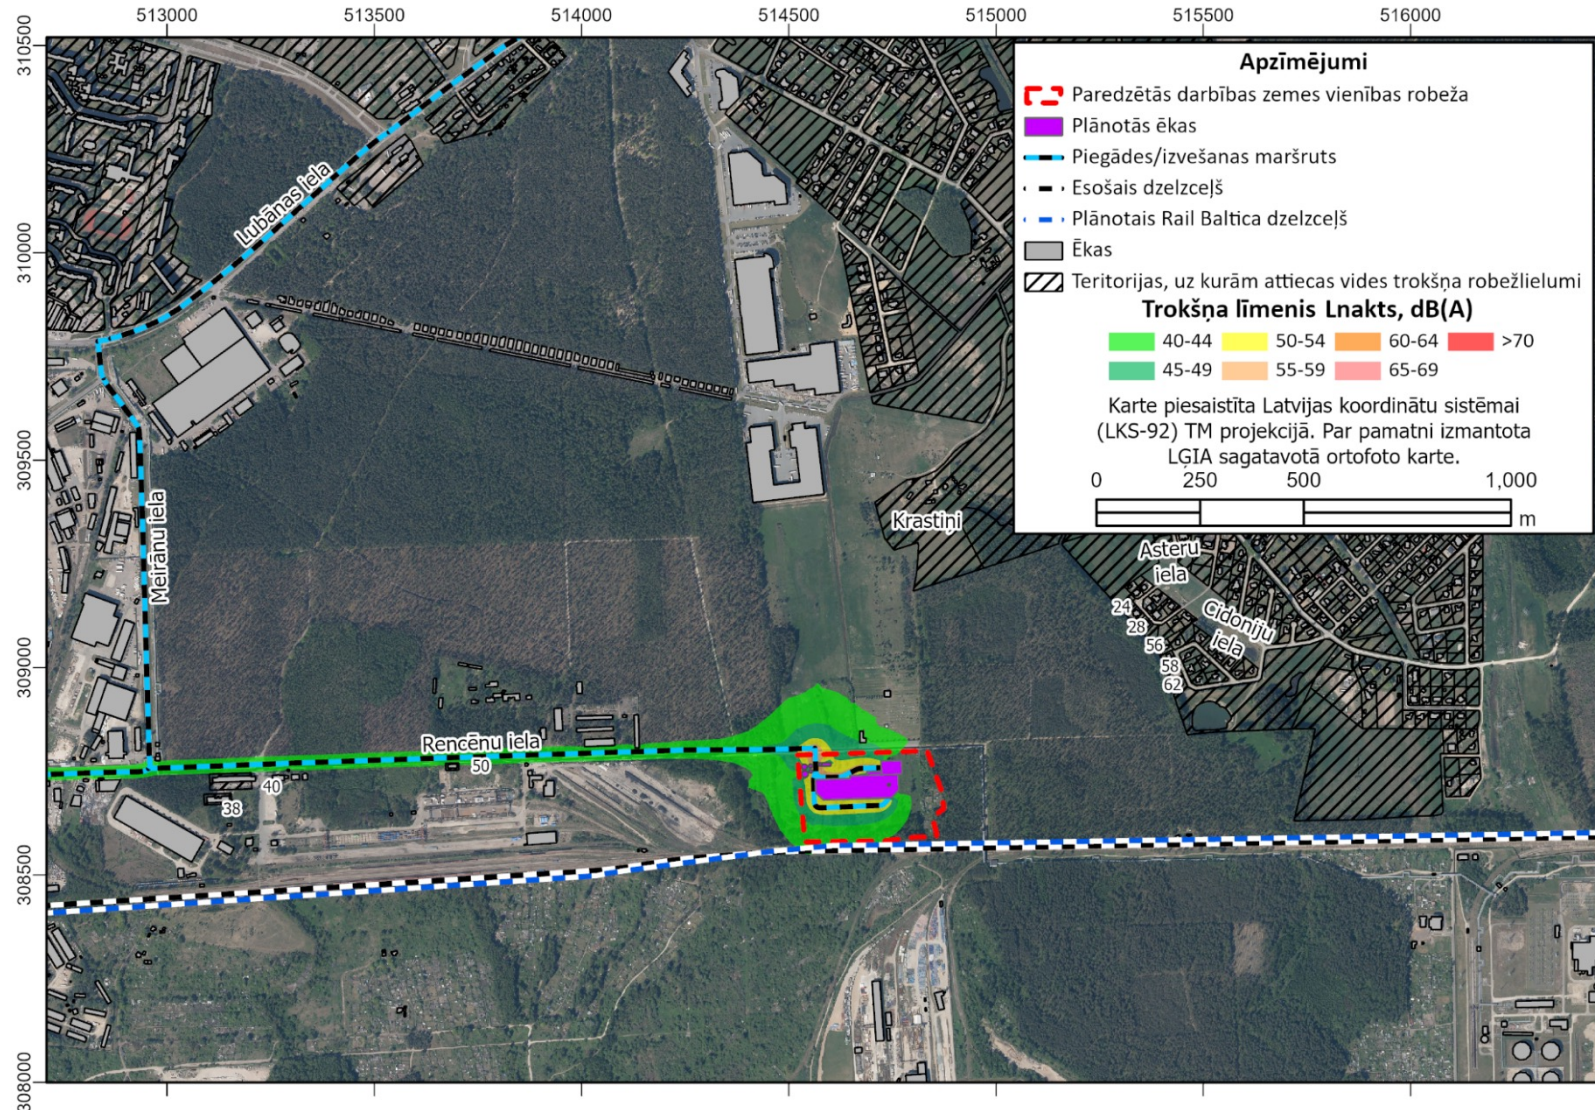 513000
513500
514000
514500
515000
515500
516000
310500
310000
309500
309000
308500
308000
Apzīmējumi
Paredzētās darbības zemes vienības robeža
Plānotās ēkas
Piegādes/izvešanas maršruts
Esošais dzelzceļš
Plānotais Rail Baltica dzelzceļš
Ēkas
Teritorijas, uz kurām attiecas vides trokšņa robežlielumi
Trokšņa līmenis Lnakts, dB(A)
40-44
50-54
60-64
>70
45-49
55-59
65-69
Karte piesaistīta Latvijas koordinātu sistēmai
(LKS-92) TM projekcijā. Par pamatni izmantota
LĢIA sagatavotā ortofoto karte.
0
250
500
1,000
m
Lubānas iela
Meirānu iela
Krastiņi
Asteru
iela
Cidoniju
iela
24
28
56
58
62
Rencēnu iela
50
40
38